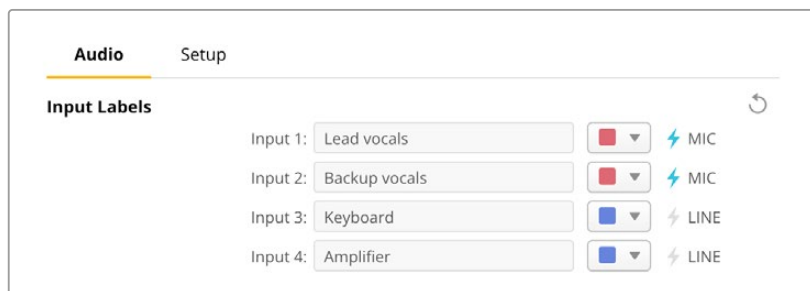 Audio Setup
Input Labels
Input 1: Lead vocals MIC
Input 2: Backup vocals MIC
Input 3: Keyboard LINE
Input 4: Amplifier LINE